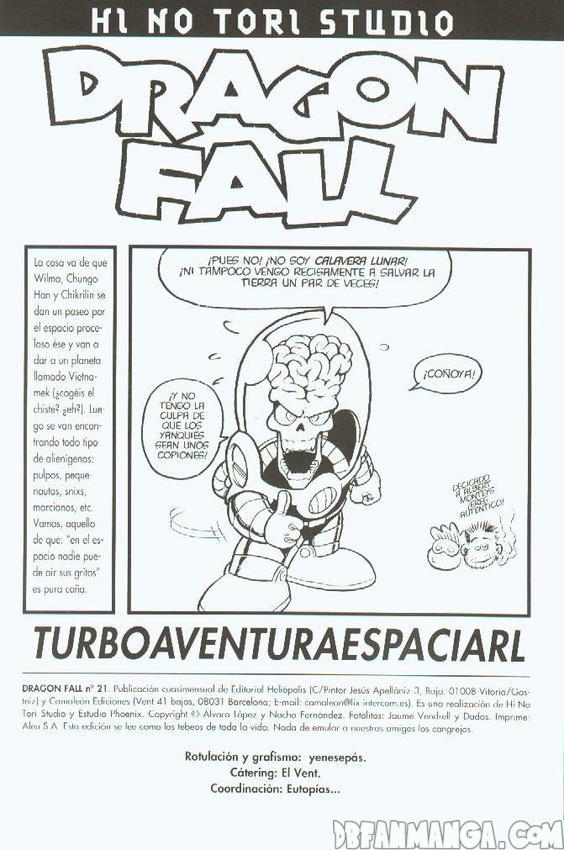 HI NO TORI STUDIO
DRAGON
FALL
La cosa va de que
Wilma, Chungo
Han y Chikrilin se
dan un paseo por
el espacio proce-
loso ése y van a
dar a un planeta
llamado Vietna-
mek (¿cogéis el
chiste? ¿eh?). Lue-
go se van encon-
trando todo tipo
de alienígenas:
pulpos, peque-
nautas, snixs,
marcianos, etc.
Vamos, aquello
de que: "en el es-
pacio nadie pue-
de oir sus gritos"
es pura caña.
¡PUES NO! ¡NO SOY CALAVERA LUNAR!
¡NI TAMPOCO VENGO RECISAMENTE A SALVAR LA
TIERRA UN PAR DE VECES!
¡Y NO
TENGO LA
CULPA DE
QUE LOS
YANQUIES
SEAN UNOS
COPIONES!
¡COÑOYA!
DEDICADO
A ALBERT
MONTEYS
¡ERES
AUTÉNTICO!
TURBOAVENTURAESPACIARL
DRAGON FALL nº 21. Publicación cuasimensual de Editorial Heliópolis (C/Pintor Jesús Apellániz 3, Bajo. 01008 Vitoria/Gas-
teiz) y Camaleón Ediciones (Vent 41 bajos, 08031 Barcelona; E-mail: camaleon@lix.intercom.es). Es una realización de Hi No
Tori Studio y Estudio Phoenix. Copyright © Alvaro López y Nacho Fernández. Fotolitos: Jaume Vendrell y Dados. Imprime:
Aleu S.A. Esta edición se lee como los tebeos de toda la vida. Nada de emular a nuestros amigos los cangrejos.
Rotulación y grafismo: yenesepás.
Cátering: El Vent.
Coordinación: Eutopías...
DBFANMANGA.COM